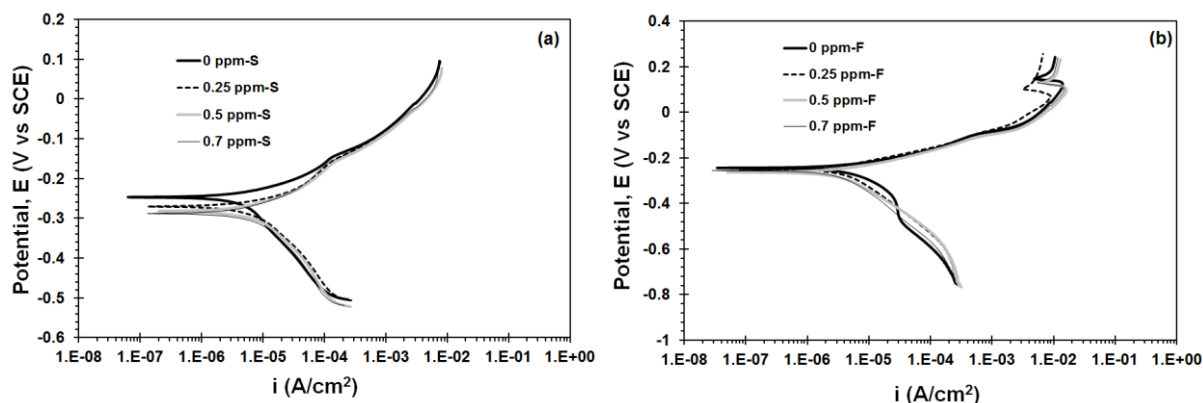 (a)
0 ppm-S
0.25 ppm-S
0.5 ppm-S
0.7 ppm-S
Potential, E (V vs SCE)
0.2
0.1
0
-0.1
-0.2
-0.3
-0.4
-0.5
-0.6
1.E-08 1.E-07 1.E-06 1.E-05 1.E-04 1.E-03 1.E-02 1.E-01 1.E+00
i (A/cm²)
(b)
0 ppm-F
0.25 ppm-F
0.5 ppm-F
0.7 ppm-F
Potential, E (V vs SCE)
0.4
0.2
0
-0.2
-0.4
-0.6
-0.8
-1
1.E-08 1.E-07 1.E-06 1.E-05 1.E-04 1.E-03 1.E-02 1.E-01 1.E+00
i (A/cm²)